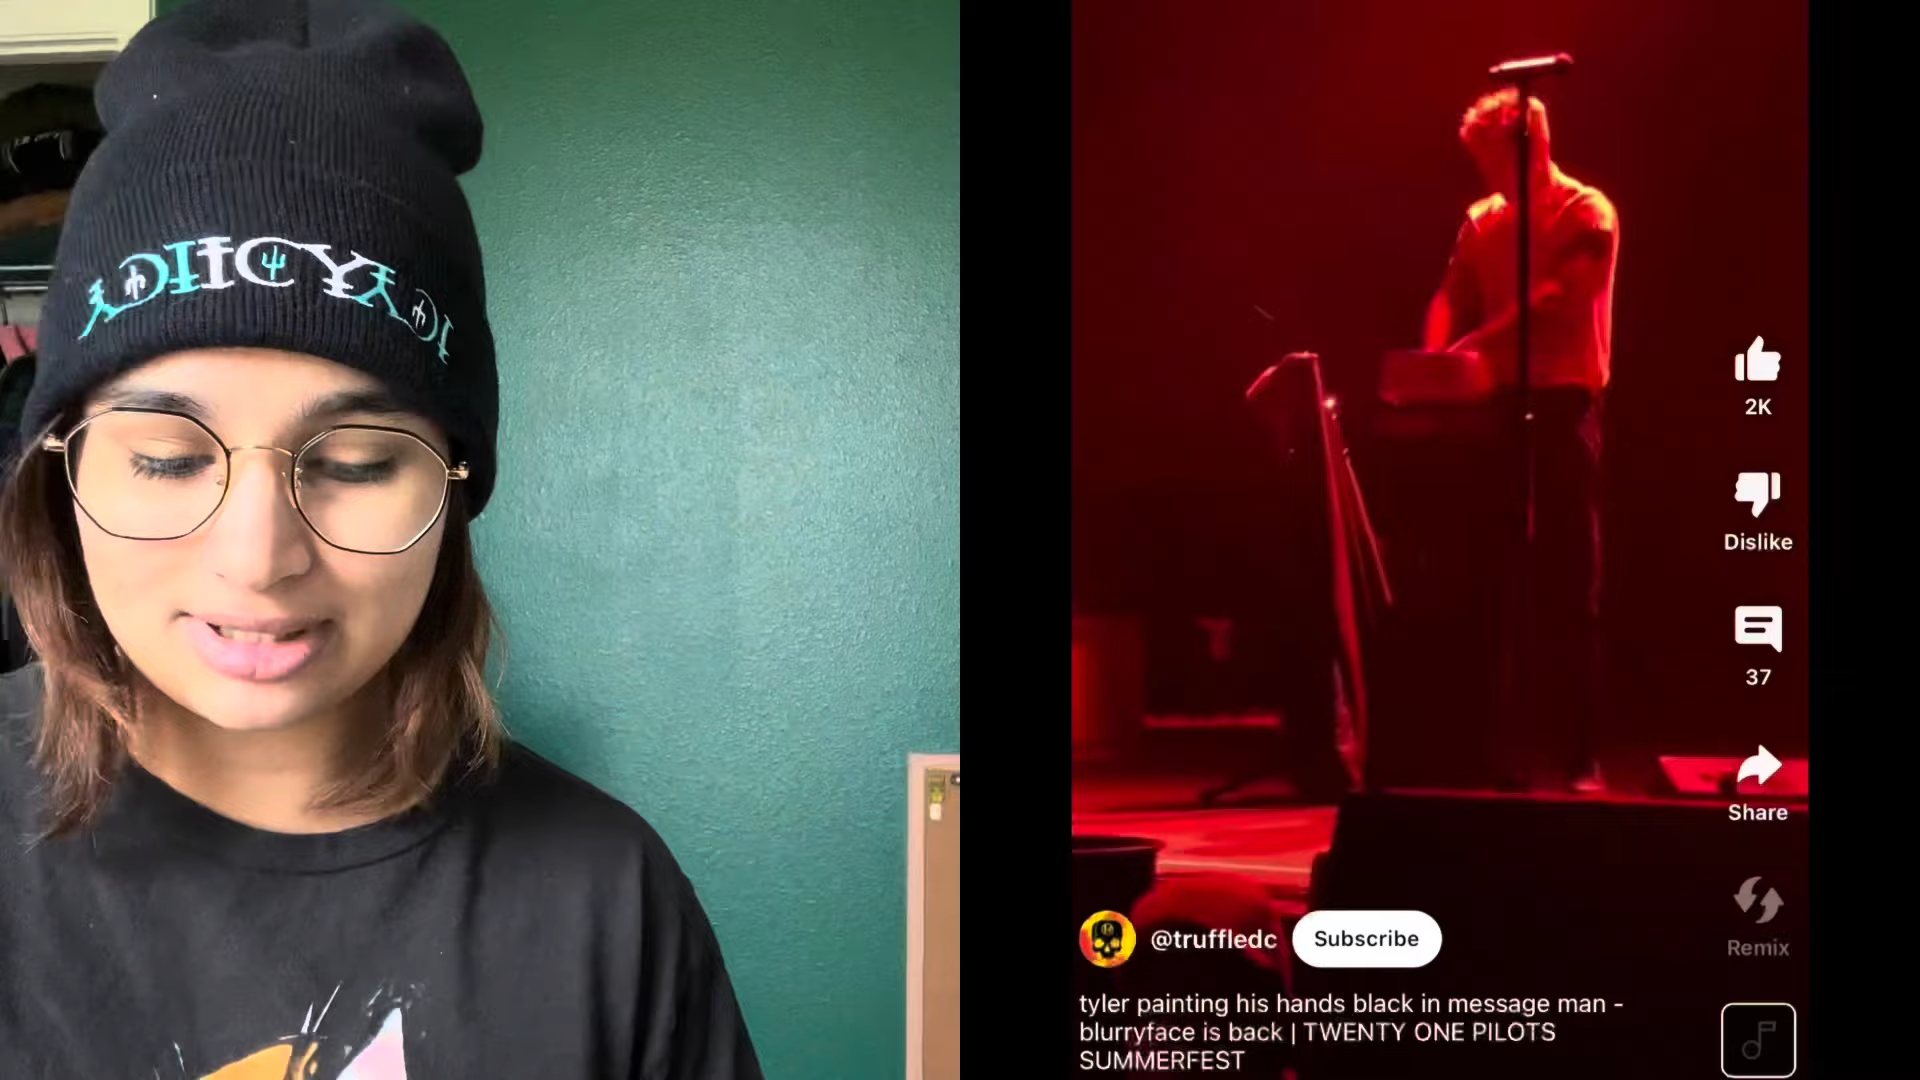 2K
Dislike
37
Share
Remix
@truffledc
Subscribe
tyler painting his hands black in message man -
blurryface is back | TWENTY ONE PILOTS
SUMMERFEST